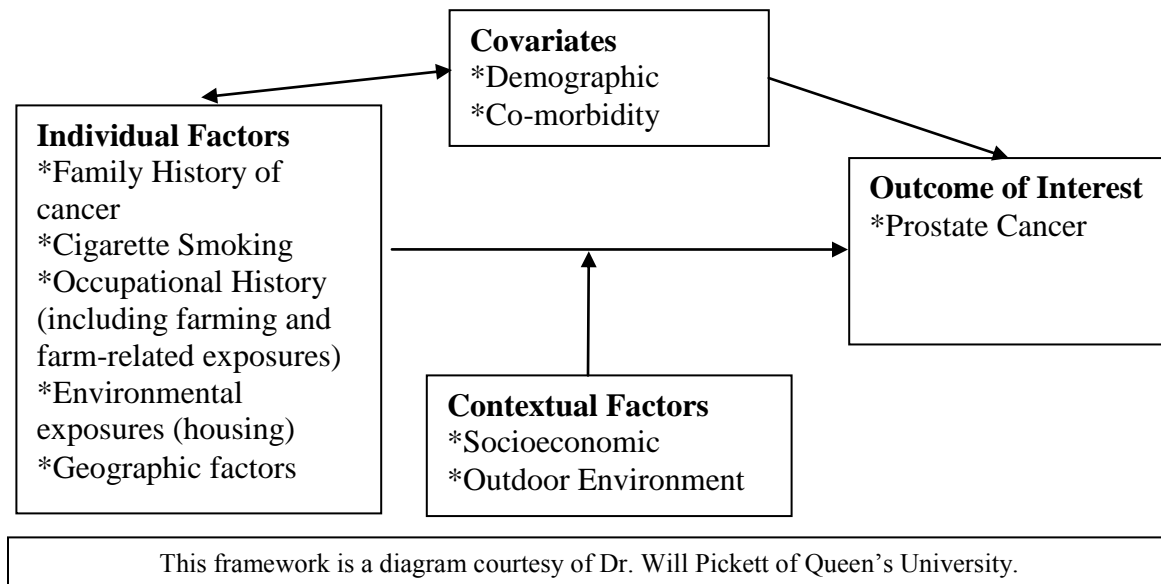 Covariates
*Demographic
*Co-morbidity
Individual Factors
*Family History of
cancer
*Cigarette Smoking
*Occupational History
(including farming and
farm-related exposures)
*Environmental
exposures (housing)
*Geographic factors
Outcome of Interest
*Prostate Cancer
Contextual Factors
*Socioeconomic
*Outdoor Environment
This framework is a diagram courtesy of Dr. Will Pickett of Queen’s University.